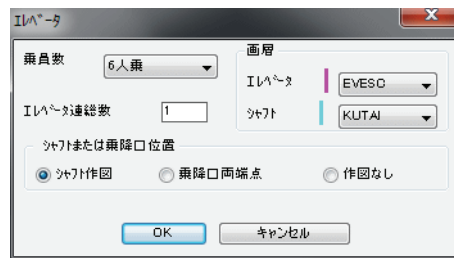 ｴﾚﾍﾞｰﾀ
乗員数 6人乗
画層
ｴﾚﾍﾞｰﾀ EVESC
ｴﾚﾍﾞｰﾀ連総数 1
ｼｬﾌﾄ KUTAI
ｼｬﾌﾄまたは乗降口位置
ｼｬﾌﾄ作図 乗降口両端点 作図なし
OK キャンセル